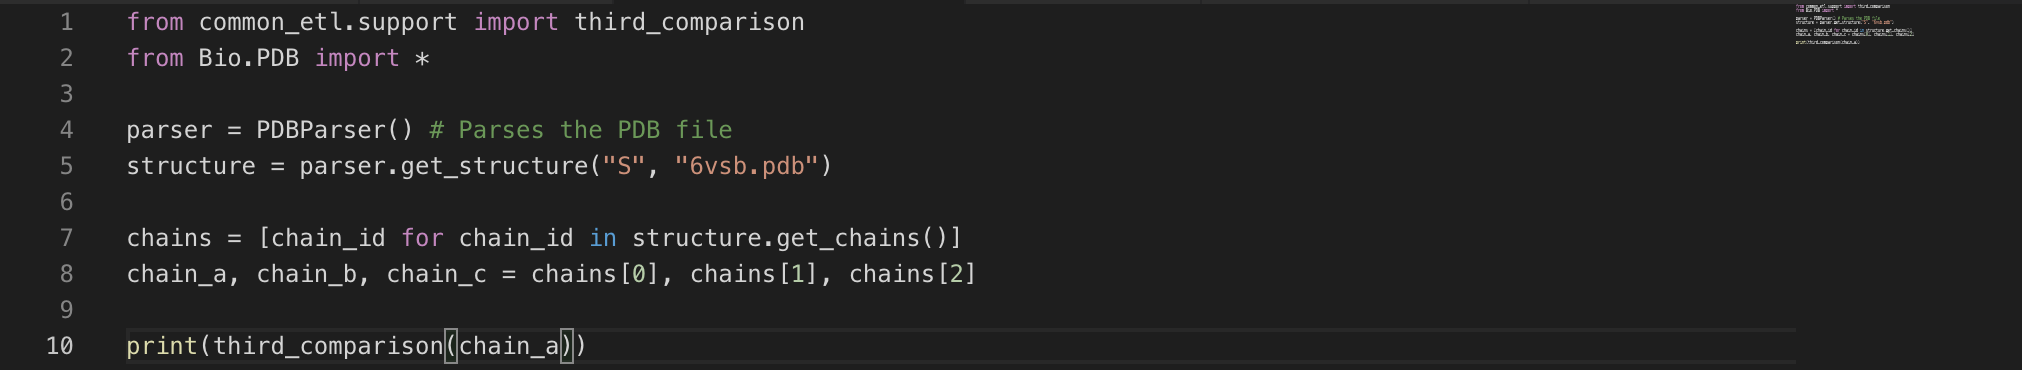 1 from common_etl.support import third_comparison
2 from Bio.PDB import *
3
4 parser = PDBParser() # Parses the PDB file
5 structure = parser.get_structure("S", "6vsb.pdb")
6
7 chains = [chain_id for chain_id in structure.get_chains()]
8 chain_a, chain_b, chain_c = chains[0], chains[1], chains[2]
9
10 print(third_comparison(chain_a))